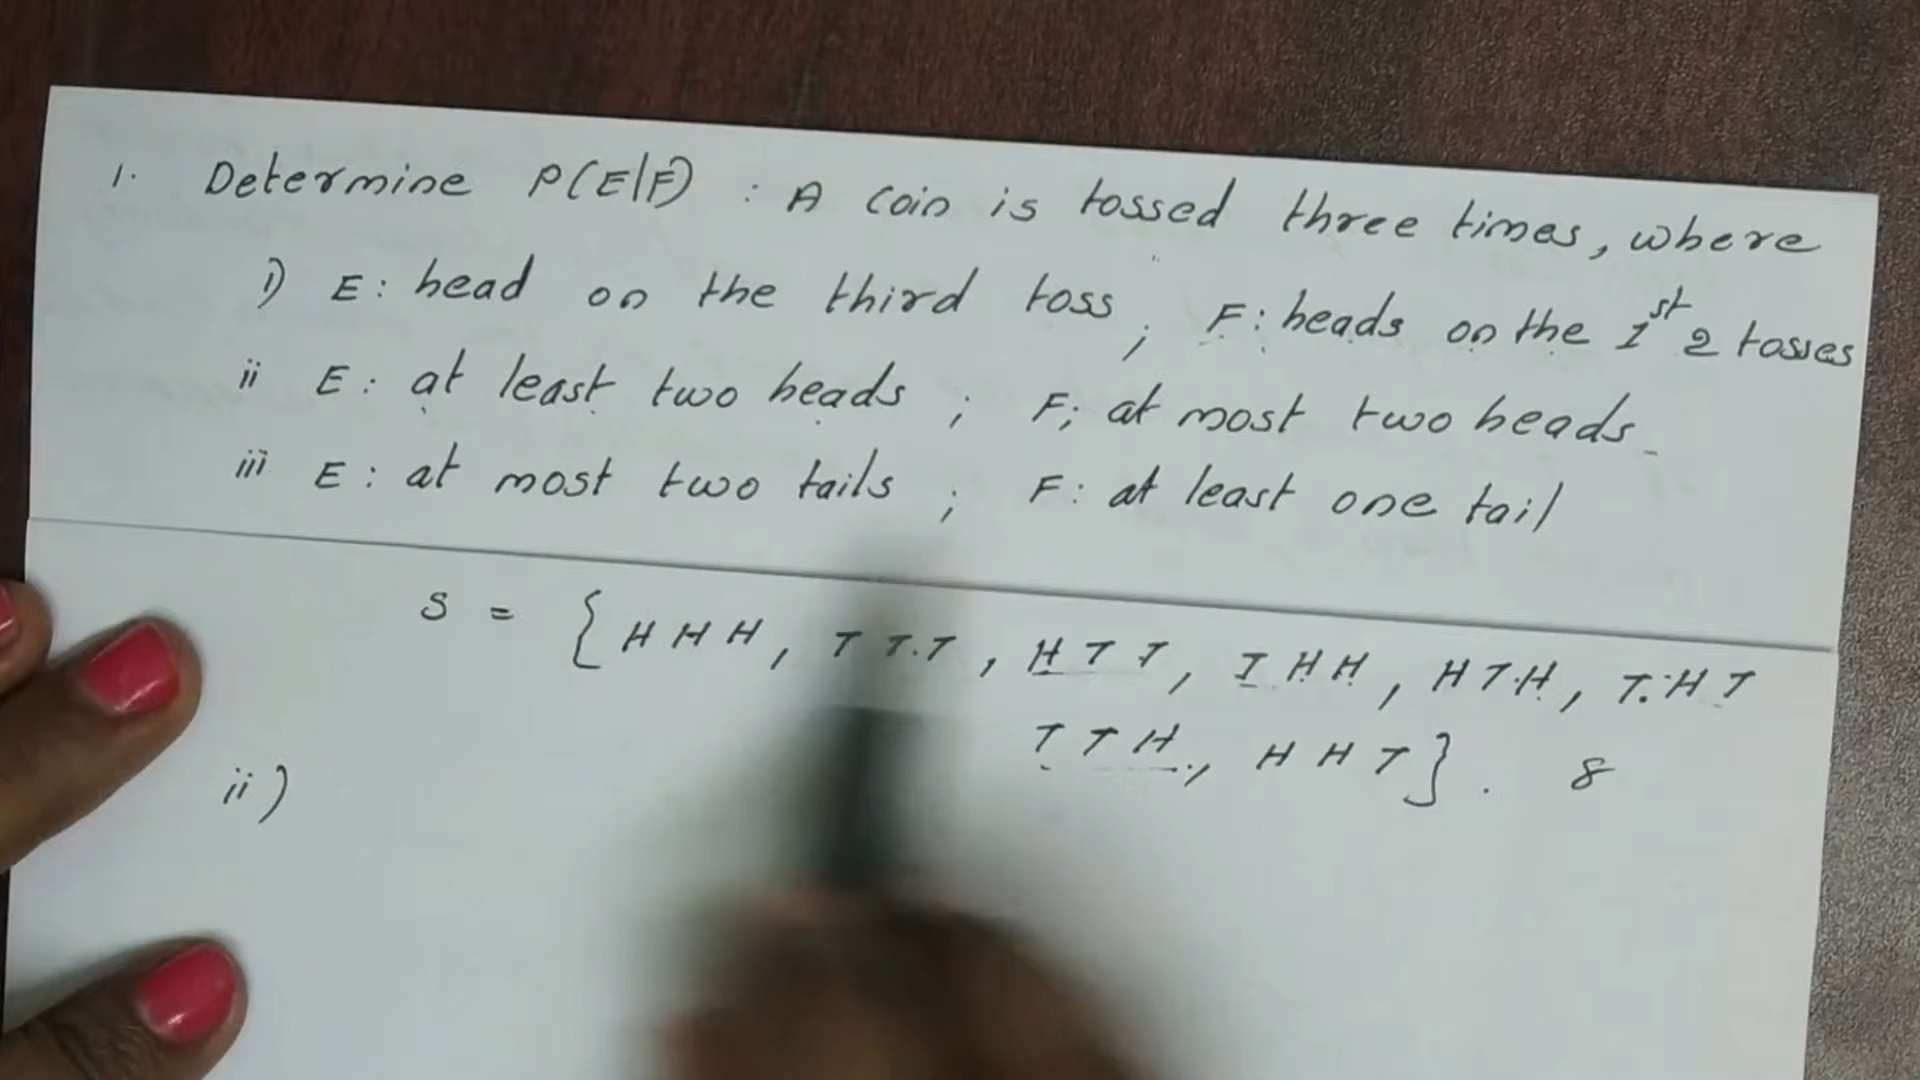 1. Determine P(E|F) : A coin is tossed three times, where
i) E: head on the third toss ; F: heads on the 1st 2 tosses
ii E: at least two heads ; F; at most two heads
iii E: at most two tails ; F: at least one tail
S = {HHH, TTT, HTT, THH, HTH, THT
TTH, HHT}. 8
ii)